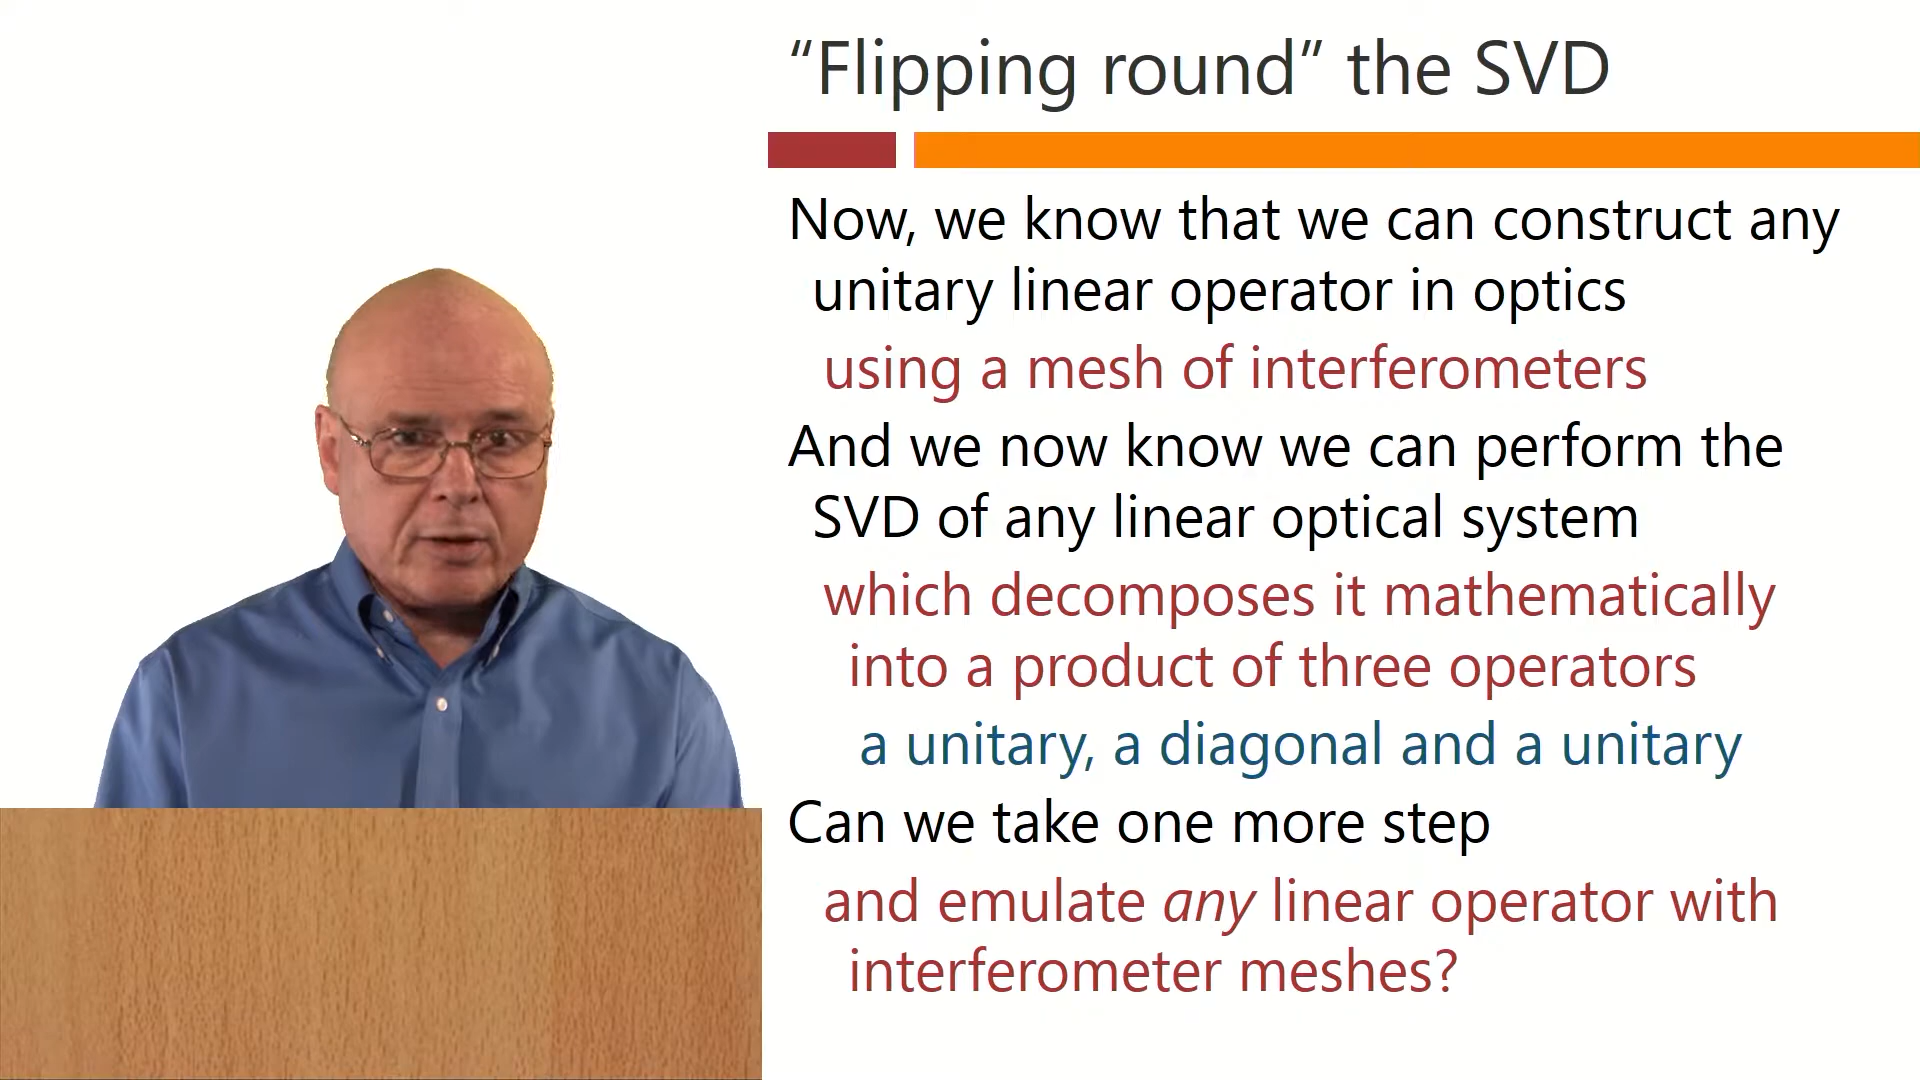 “Flipping round” the SVD
Now, we know that we can construct any
unitary linear operator in optics
using a mesh of interferometers
And we now know we can perform the
SVD of any linear optical system
which decomposes it mathematically
into a product of three operators
a unitary, a diagonal and a unitary
Can we take one more step
and emulate any linear operator with
interferometer meshes?